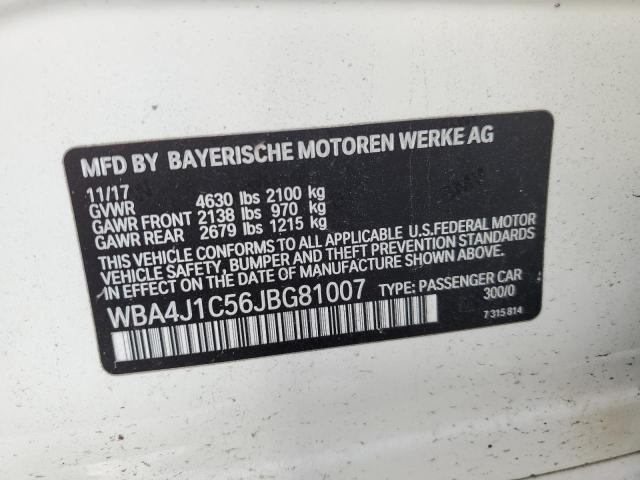 MFD BY BAYERISCHE MOTOREN WERKE AG
11/17
GVWR 4630 lbs 2100 kg
GAWR FRONT 2138 lbs 970 kg
GAWR REAR 2679 lbs 1215 kg
THIS VEHICLE CONFORMS TO ALL APPLICABLE U.S.FEDERAL MOTOR
VEHICLE SAFETY, BUMPER AND THEFT PREVENTION STANDARDS
IN EFFECT ON THE DATE OF MANUFACTURE SHOWN ABOVE.
WBA4J1C56JBG81007 TYPE: PASSENGER CAR
300/0
7 315 814